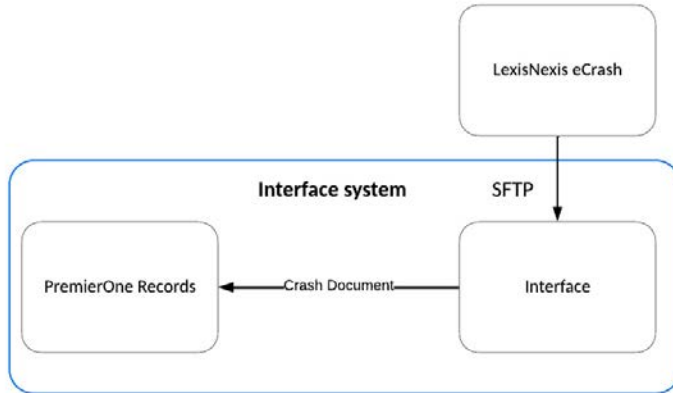 LexisNexis eCrash
Interface system
SFTP
PremierOne Records
Crash Document
Interface